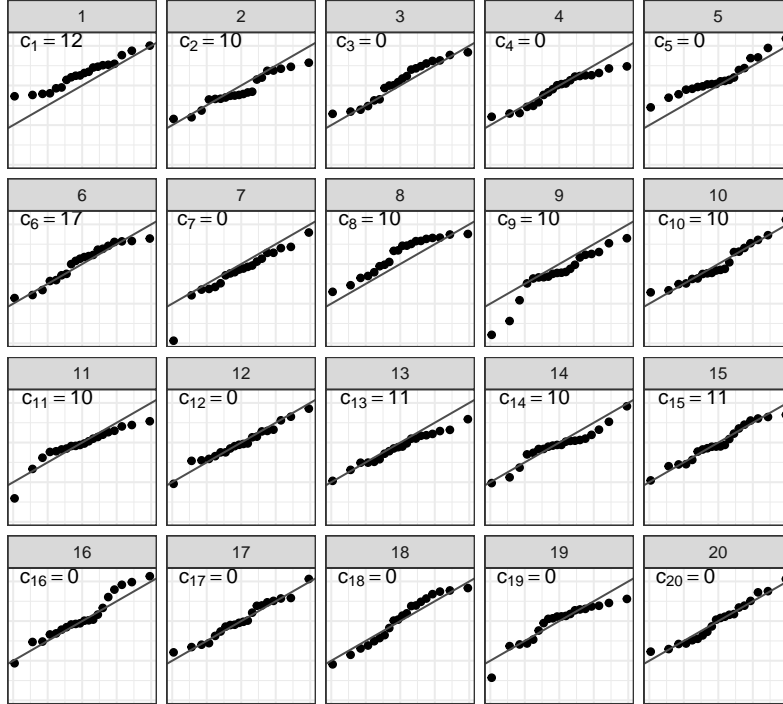 1 2 3 4 5
c₁ = 12 c₂ = 10 c₃ = 0 c₄ = 0 c₅ = 0
6 7 8 9 10
c₆ = 17 c₇ = 0 c₈ = 10 c₉ = 10 c₁₀ = 10
11 12 13 14 15
c₁₁ = 10 c₁₂ = 0 c₁₃ = 11 c₁₄ = 10 c₁₅ = 11
16 17 18 19 20
c₁₆ = 0 c₁₇ = 0 c₁₈ = 0 c₁₉ = 0 c₂₀ = 0